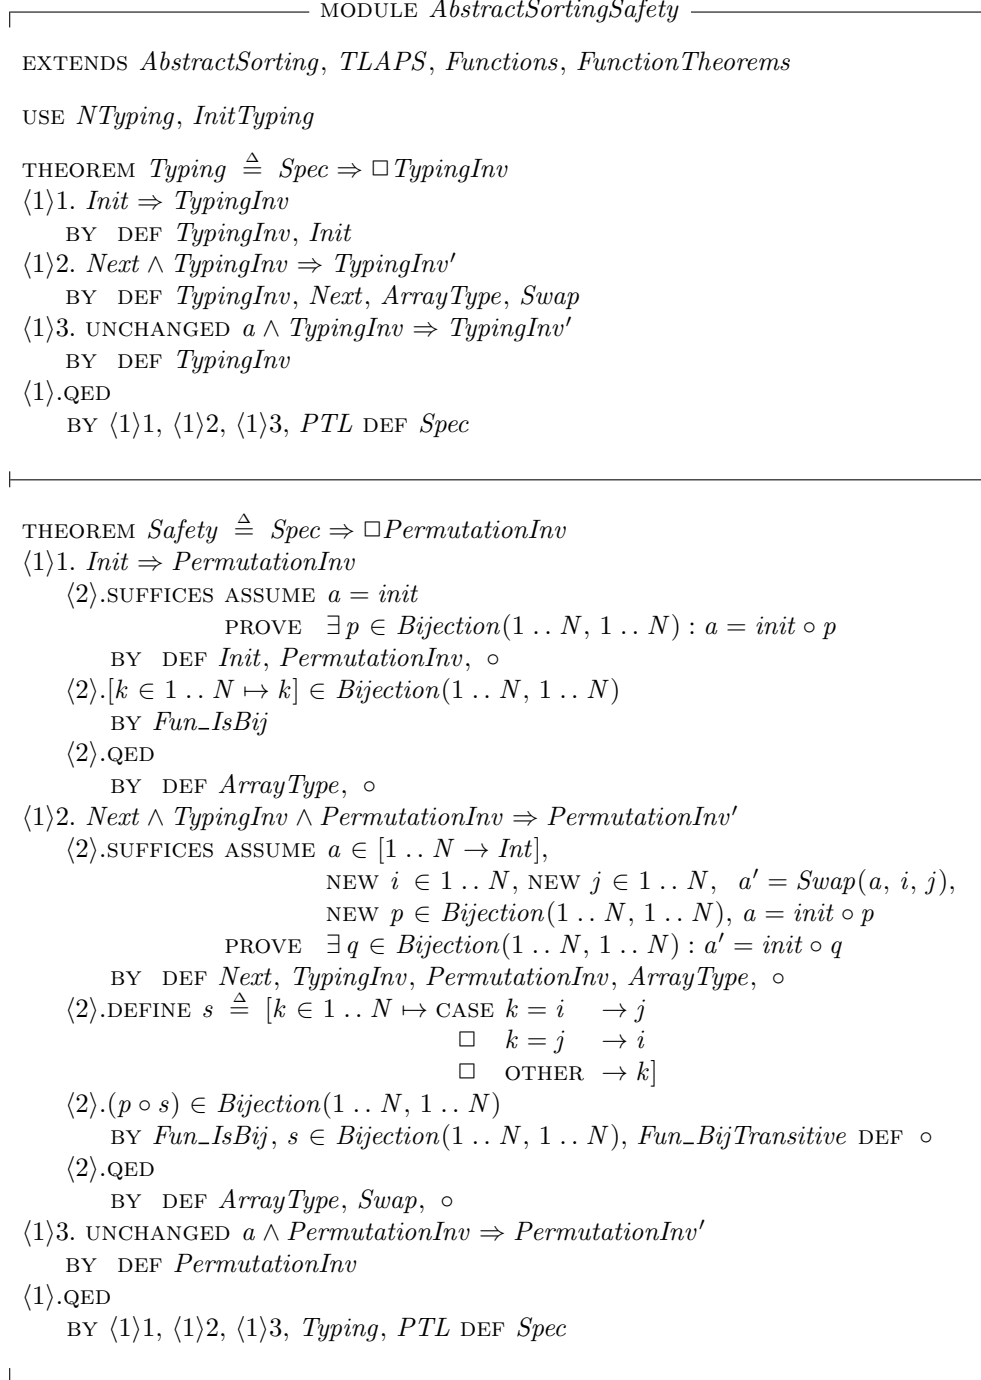 MODULE AbstractSortingSafety
EXTENDS AbstractSorting, TLAPS, Functions, FunctionTheorems
USE NTyping, InitTyping
THEOREM Typing ≜ Spec ⇒ □ TypingInv
⟨1⟩1. Init ⇒ TypingInv
BY DEF TypingInv, Init
⟨1⟩2. Next ∧ TypingInv ⇒ TypingInv′
BY DEF TypingInv, Next, ArrayType, Swap
⟨1⟩3. UNCHANGED a ∧ TypingInv ⇒ TypingInv′
BY DEF TypingInv
⟨1⟩.QED
BY ⟨1⟩1, ⟨1⟩2, ⟨1⟩3, PTL DEF Spec
THEOREM Safety ≜ Spec ⇒ □PermutationInv
⟨1⟩1. Init ⇒ PermutationInv
⟨2⟩.SUFFICES ASSUME a = init
PROVE ∃ p ∈ Bijection(1 .. N, 1 .. N) : a = init ∘ p
BY DEF Init, PermutationInv, ∘
⟨2⟩.[k ∈ 1 .. N ↦ k] ∈ Bijection(1 .. N, 1 .. N)
BY Fun_IsBij
⟨2⟩.QED
BY DEF ArrayType, ∘
⟨1⟩2. Next ∧ TypingInv ∧ PermutationInv ⇒ PermutationInv′
⟨2⟩.SUFFICES ASSUME a ∈ [1 .. N → Int],
NEW i ∈ 1 .. N, NEW j ∈ 1 .. N, a′ = Swap(a, i, j),
NEW p ∈ Bijection(1 .. N, 1 .. N), a = init ∘ p
PROVE ∃ q ∈ Bijection(1 .. N, 1 .. N) : a′ = init ∘ q
BY DEF Next, TypingInv, PermutationInv, ArrayType, ∘
⟨2⟩.DEFINE s ≜ [k ∈ 1 .. N ↦ CASE k = i → j
□ k = j → i
□ OTHER → k]
⟨2⟩.(p ∘ s) ∈ Bijection(1 .. N, 1 .. N)
BY Fun_IsBij, s ∈ Bijection(1 .. N, 1 .. N), Fun_BijTransitive DEF ∘
⟨2⟩.QED
BY DEF ArrayType, Swap, ∘
⟨1⟩3. UNCHANGED a ∧ PermutationInv ⇒ PermutationInv′
BY DEF PermutationInv
⟨1⟩.QED
BY ⟨1⟩1, ⟨1⟩2, ⟨1⟩3, Typing, PTL DEF Spec